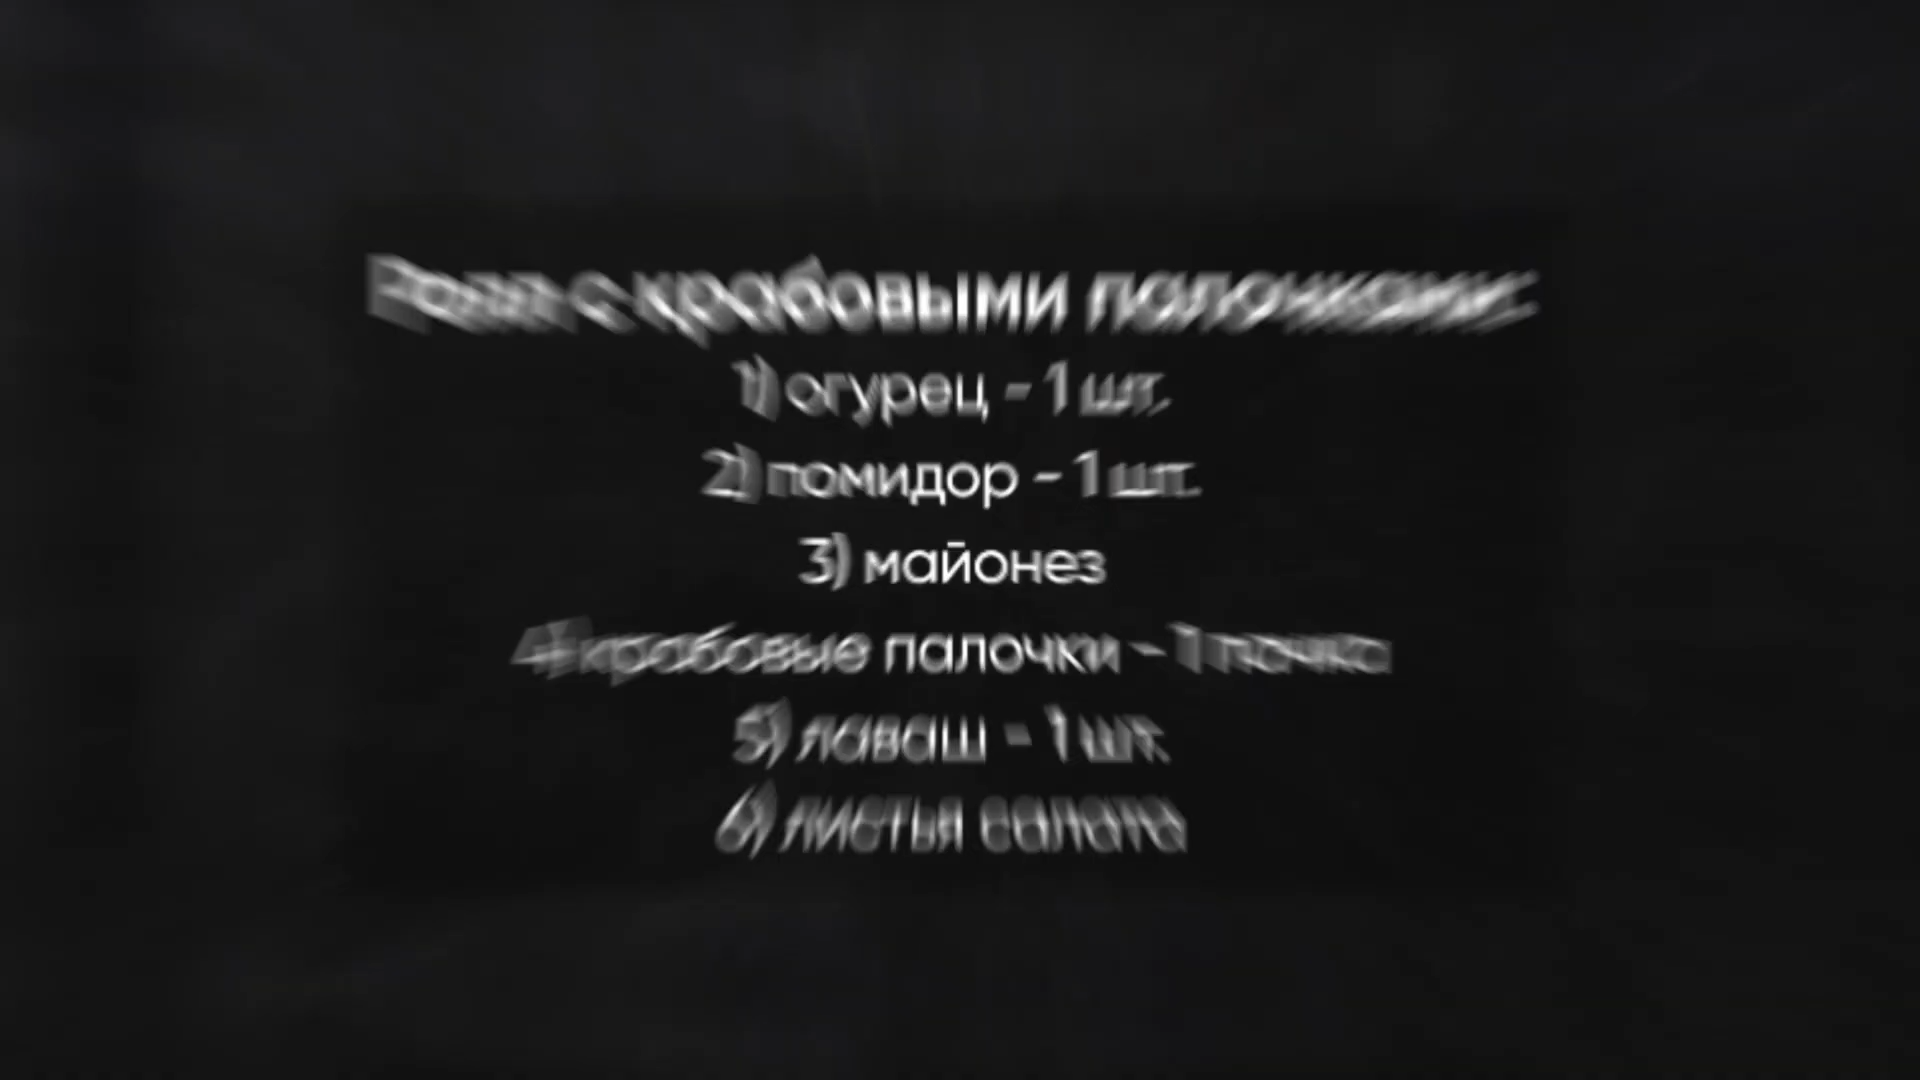 Ролл с крабовыми палочками:
1) огурец - 1 шт.
2) помидор - 1 шт.
3) майонез
4) крабовые палочки - 1 пачка
5) лаваш - 1 шт.
6) листья салата